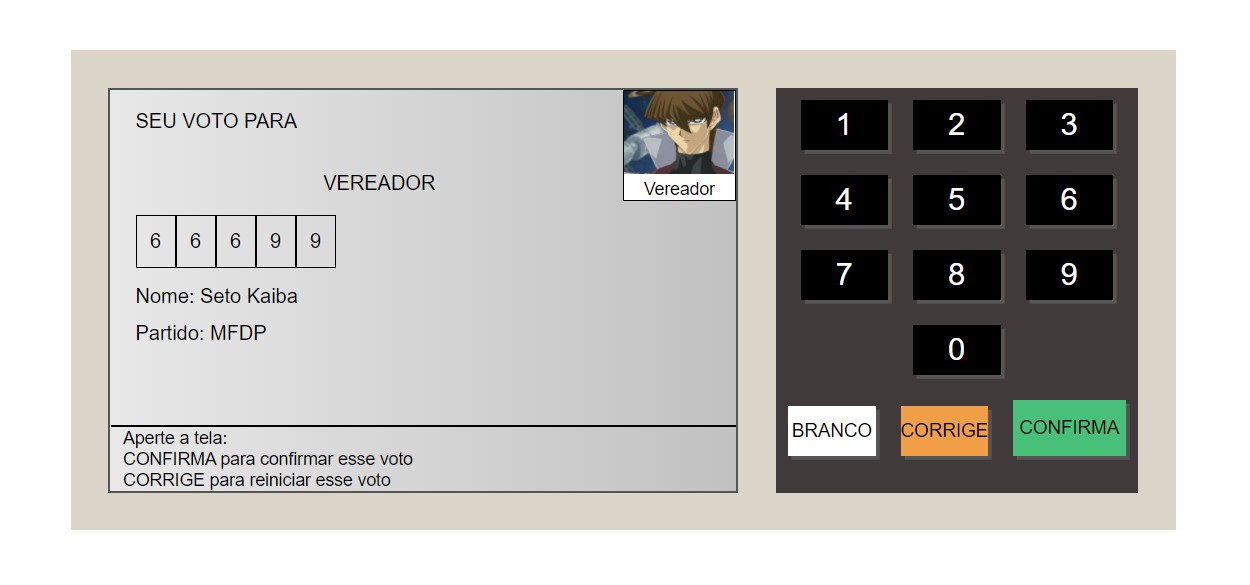 SEU VOTO PARA
VEREADOR
Vereador
6 6 6 9 9
Nome: Seto Kaiba
Partido: MFDP
Aperte a tela:
CONFIRMA para confirmar esse voto
CORRIGE para reiniciar esse voto
1 2 3
4 5 6
7 8 9
0
BRANCO CORRIGE CONFIRMA